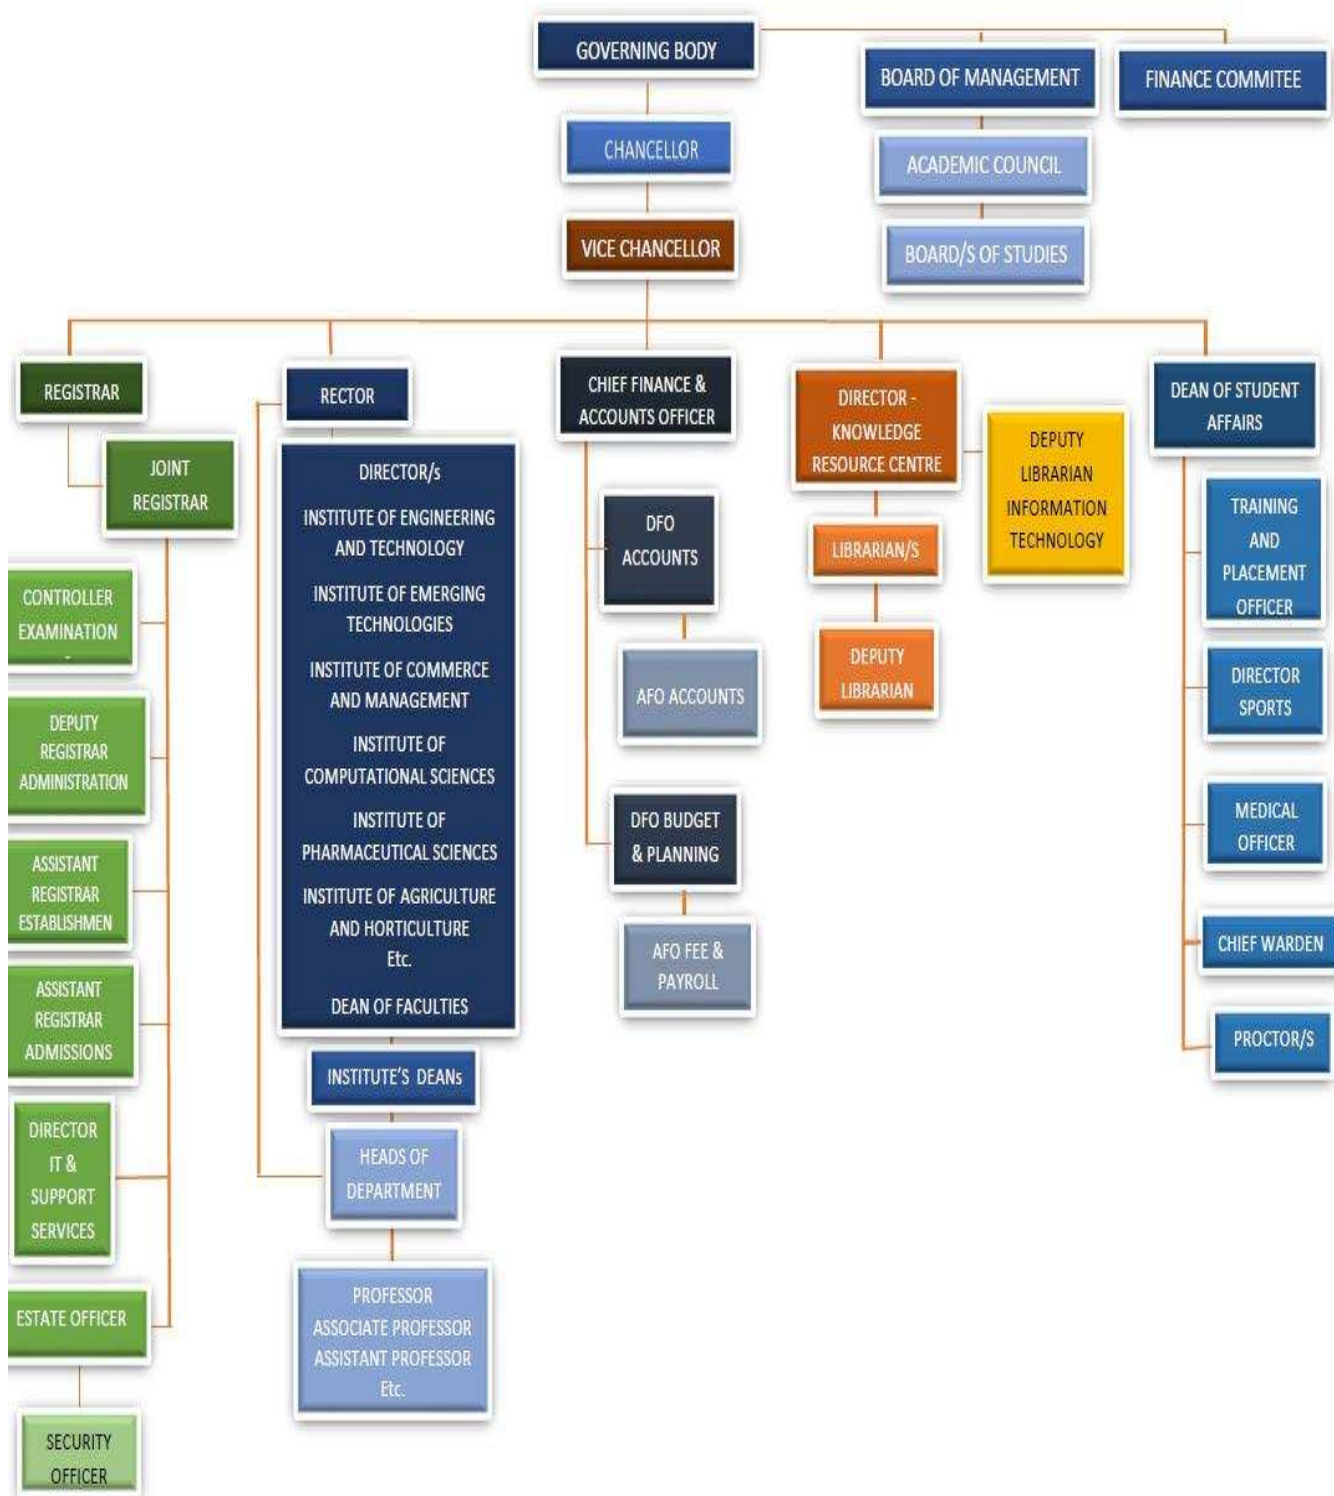 GOVERNING BODY
BOARD OF MANAGEMENT
FINANCE COMMITEE
CHANCELLOR
ACADEMIC COUNCIL
VICE CHANCELLOR
BOARD/S OF STUDIES
REGISTRAR
JOINT
REGISTRAR
CONTROLLER
EXAMINATION
-
DEPUTY
REGISTRAR
ADMINISTRATION
ASSISTANT
REGISTRAR
ESTABLISHMEN
ASSISTANT
REGISTRAR
ADMISSIONS
DIRECTOR
IT &
SUPPORT
SERVICES
ESTATE OFFICER
SECURITY
OFFICER
RECTOR
DIRECTOR/s
INSTITUTE OF ENGINEERING
AND TECHNOLOGY
INSTITUTE OF EMERGING
TECHNOLOGIES
INSTITUTE OF COMMERCE
AND MANAGEMENT
INSTITUTE OF
COMPUTATIONAL SCIENCES
INSTITUTE OF
PHARMACEUTICAL SCIENCES
INSTITUTE OF AGRICULTURE
AND HORTICULTURE
Etc.
DEAN OF FACULTIES
INSTITUTE'S DEANs
HEADS OF
DEPARTMENT
PROFESSOR
ASSOCIATE PROFESSOR
ASSISTANT PROFESSOR
Etc.
CHIEF FINANCE &
ACCOUNTS OFFICER
DFO
ACCOUNTS
AFO ACCOUNTS
DFO BUDGET
& PLANNING
AFO FEE &
PAYROLL
DIRECTOR -
KNOWLEDGE
RESOURCE CENTRE
DEPUTY
LIBRARIAN
INFORMATION
TECHNOLOGY
LIBRARIAN/S
DEPUTY
LIBRARIAN
DEAN OF STUDENT
AFFAIRS
TRAINING
AND
PLACEMENT
OFFICER
DIRECTOR
SPORTS
MEDICAL
OFFICER
CHIEF WARDEN
PROCTOR/S